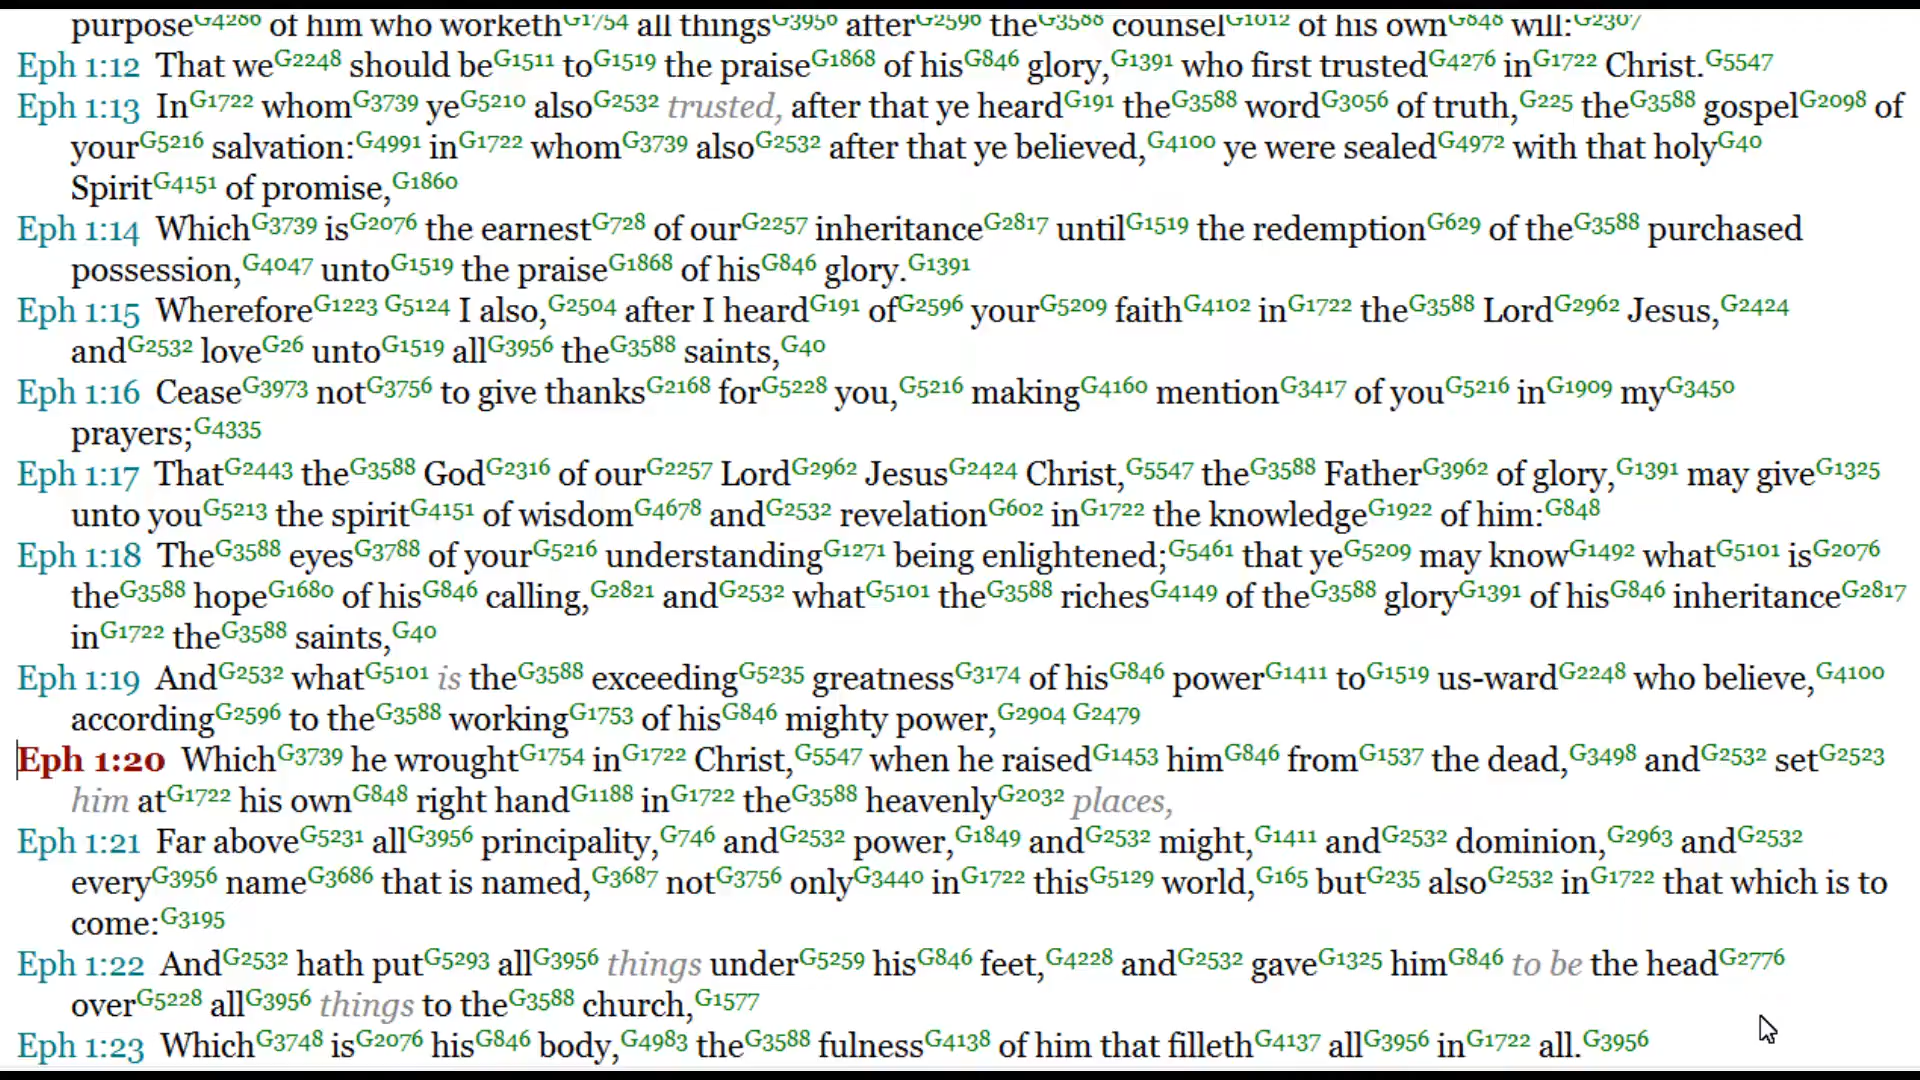 purposeG4286 of him who workethG1754 all thingsG3956 afterG2596 theG3588 counselG1012 of his ownG848 will:G2307
Eph 1:12 That weG2248 should beG1511 toG1519 the praiseG1868 of hisG846 glory,G1391 who first trustedG4276 inG1722 Christ.G5547
Eph 1:13 InG1722 whomG3739 yeG5210 alsoG2532 trusted, after that ye heardG191 theG3588 wordG3056 of truth,G225 theG3588 gospelG2098 of
yourG5216 salvation:G4991 inG1722 whomG3739 alsoG2532 after that ye believed,G4100 ye were sealedG4972 with that holyG40
SpiritG4151 of promise,G1860
Eph 1:14 WhichG3739 isG2076 the earnestG728 of ourG2257 inheritanceG2817 untilG1519 the redemptionG629 of theG3588 purchased
possession,G4047 untoG1519 the praiseG1868 of hisG846 glory.G1391
Eph 1:15 WhereforeG1223 G5124 I also,G2504 after I heardG191 ofG2596 yourG5209 faithG4102 inG1722 theG3588 LordG2962 Jesus,G2424
andG2532 loveG26 untoG1519 allG3956 theG3588 saints,G40
Eph 1:16 CeaseG3973 notG3756 to give thanksG2168 forG5228 you,G5216 makingG4160 mentionG3417 of youG5216 inG1909 myG3450
prayers;G4335
Eph 1:17 ThatG2443 theG3588 GodG2316 of ourG2257 LordG2962 JesusG2424 Christ,G5547 theG3588 FatherG3962 of glory,G1391 may giveG1325
unto youG5213 the spiritG4151 of wisdomG4678 andG2532 revelationG602 inG1722 the knowledgeG1922 of him:G848
Eph 1:18 TheG3588 eyesG3788 of yourG5216 understandingG1271 being enlightened;G5461 that yeG5209 may knowG1492 whatG5101 isG2076
theG3588 hopeG1680 of hisG846 calling,G2821 andG2532 whatG5101 theG3588 richesG4149 of theG3588 gloryG1391 of hisG846 inheritanceG2817
inG1722 theG3588 saints,G40
Eph 1:19 AndG2532 whatG5101 is theG3588 exceedingG5235 greatnessG3174 of hisG846 powerG1411 toG1519 us-wardG2248 who believe,G4100
accordingG2596 to theG3588 workingG1753 of hisG846 mighty power,G2904 G2479
Eph 1:20 WhichG3739 he wroughtG1754 inG1722 Christ,G5547 when he raisedG1453 himG846 fromG1537 the dead,G3498 andG2532 setG2523
him atG1722 his ownG848 right handG1188 inG1722 theG3588 heavenlyG2032 places,
Eph 1:21 Far aboveG5231 allG3956 principality,G746 andG2532 power,G1849 andG2532 might,G1411 andG2532 dominion,G2963 andG2532
everyG3956 nameG3686 that is named,G3687 notG3756 onlyG3440 inG1722 thisG5129 world,G165 butG235 alsoG2532 inG1722 that which is to
come:G3195
Eph 1:22 AndG2532 hath putG5293 allG3956 things underG5259 hisG846 feet,G4228 andG2532 gaveG1325 himG846 to be the headG2776
overG5228 allG3956 things to theG3588 church,G1577
Eph 1:23 WhichG3748 isG2076 hisG846 body,G4983 theG3588 fulnessG4138 of him that fillethG4137 allG3956 inG1722 all.G3956